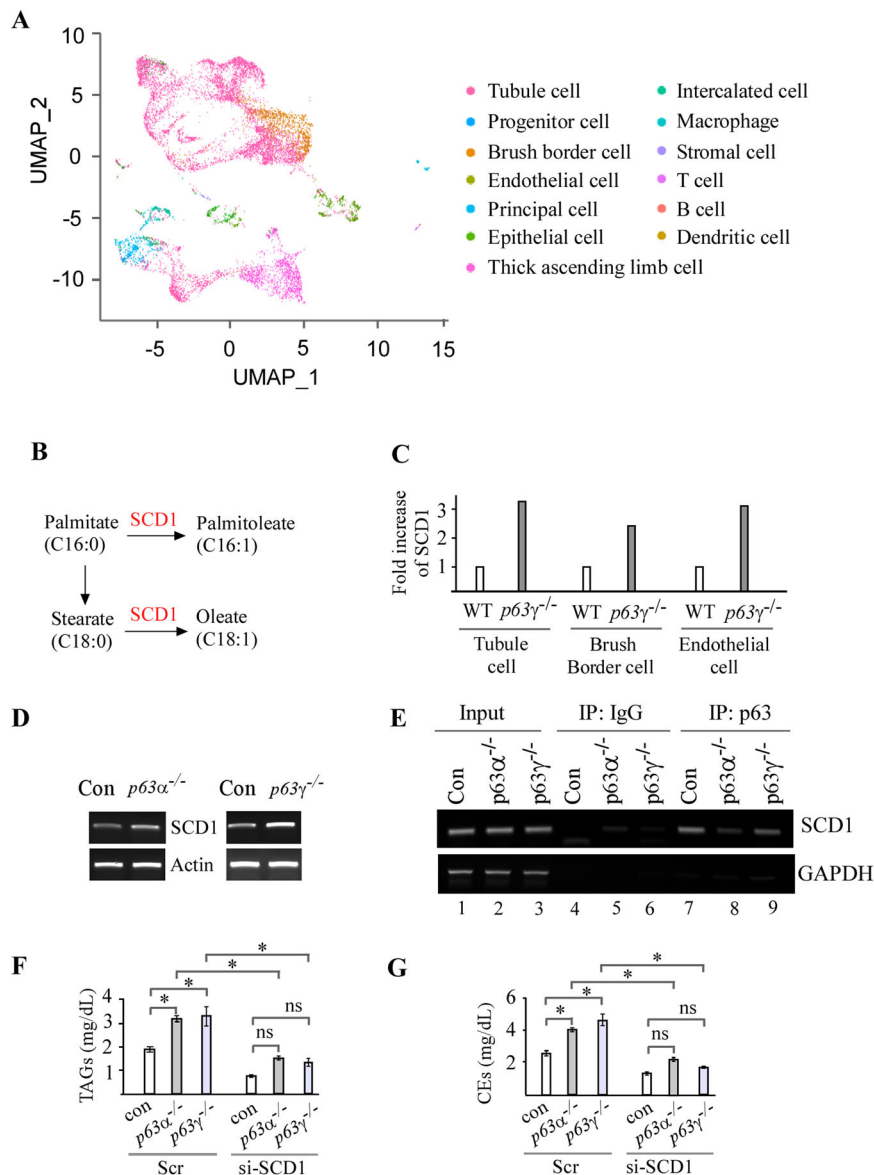 A
10
5
0
-5
-10
UMAP_2
-5
0
5
10
15
UMAP_1
Tubule cell
Progenitor cell
Brush border cell
Endothelial cell
Principal cell
Epithelial cell
Thick ascending limb cell
Intercalated cell
Macrophage
Stromal cell
T cell
B cell
Dendritic cell
B
Palmitate
(C16:0)
SCD1
Palmitoleate
(C16:1)
Stearate
(C18:0)
SCD1
Oleate
(C18:1)
C
Fold increase
of SCD1
3
2
1
WT p63γ-/- WT p63γ-/- WT p63γ-/-
Tubule
cell
Brush
Border cell
Endothelial
cell
D
Con p63α-/- Con p63γ-/-
SCD1
Actin
E
Input IP: IgG IP: p63
Con p63α-/- p63γ-/- Con p63α-/- p63γ-/- Con p63α-/- p63γ-/-
SCD1
GAPDH
1 2 3 4 5 6 7 8 9
F
TAGs (mg/dL)
4
3
2
1
* * * *
ns ns
con p63α-/- p63γ-/- con p63α-/- p63γ-/-
Scr si-SCD1
G
CEs (mg/dL)
6
4
2
* * * *
ns ns
con p63α-/- p63γ-/- con p63α-/- p63γ-/-
Scr si-SCD1